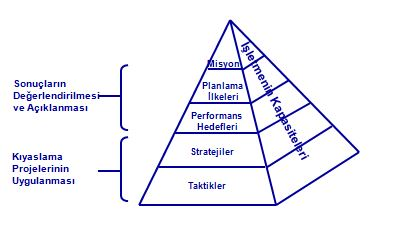 Sonuçların
Değerlendirilmesi
ve Açıklanması
Kıyaslama
Projelerinin
Uygulanması
Misyon
Planlama
İlkeleri
Performans
Hedefleri
Stratejiler
Taktikler
İşletmenin Kapasiteleri